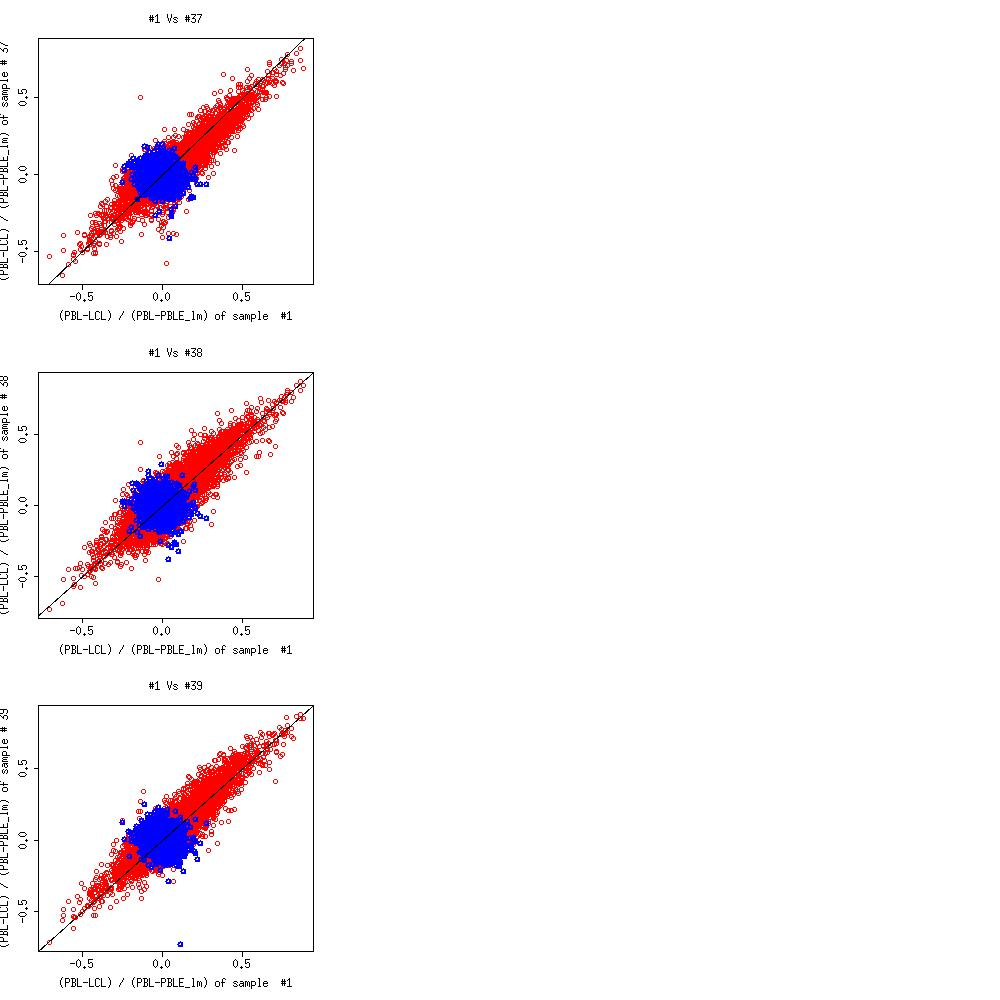 #1 Vs #37
(PBL-LCL) / (PBL-PBLE_lm) of sample # 37
0.5
0.0
-0.5
-0.5 0.0 0.5
(PBL-LCL) / (PBL-PBLE_lm) of sample #1
#1 Vs #38
(PBL-LCL) / (PBL-PBLE_lm) of sample # 38
0.5
0.0
-0.5
-0.5 0.0 0.5
(PBL-LCL) / (PBL-PBLE_lm) of sample #1
#1 Vs #39
(PBL-LCL) / (PBL-PBLE_lm) of sample # 39
0.5
0.0
-0.5
-0.5 0.0 0.5
(PBL-LCL) / (PBL-PBLE_lm) of sample #1